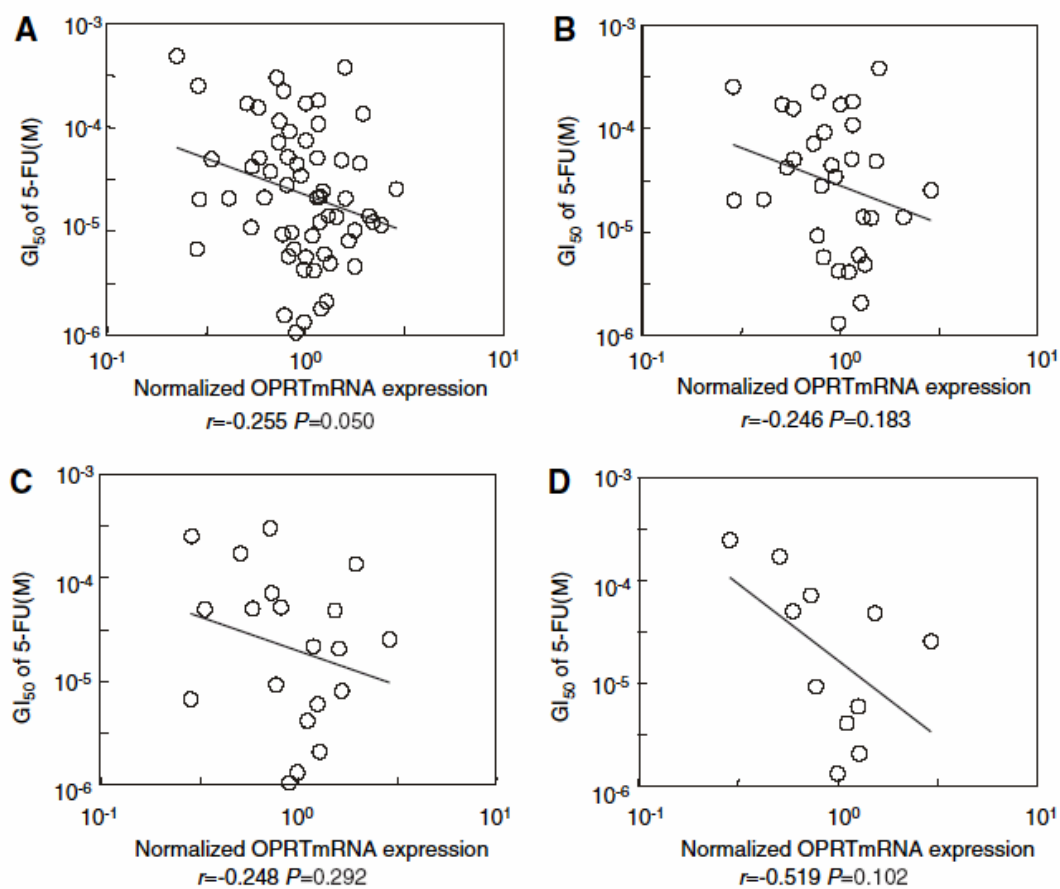 A
10⁻³
10⁻⁴
10⁻⁵
10⁻⁶
GI₅₀ of 5-FU(M)
10⁻¹ 10⁰ 10¹
Normalized OPRTmRNA expression
r=-0.255 P=0.050
B
10⁻³
10⁻⁴
10⁻⁵
10⁻⁶
GI₅₀ of 5-FU(M)
10⁻¹ 10⁰ 10¹
Normalized OPRTmRNA expression
r=-0.246 P=0.183
C
10⁻³
10⁻⁴
10⁻⁵
10⁻⁶
GI₅₀ of 5-FU(M)
10⁻¹ 10⁰ 10¹
Normalized OPRTmRNA expression
r=-0.248 P=0.292
D
10⁻³
10⁻⁴
10⁻⁵
10⁻⁶
GI₅₀ of 5-FU(M)
10⁻¹ 10⁰ 10¹
Normalized OPRTmRNA expression
r=-0.519 P=0.102